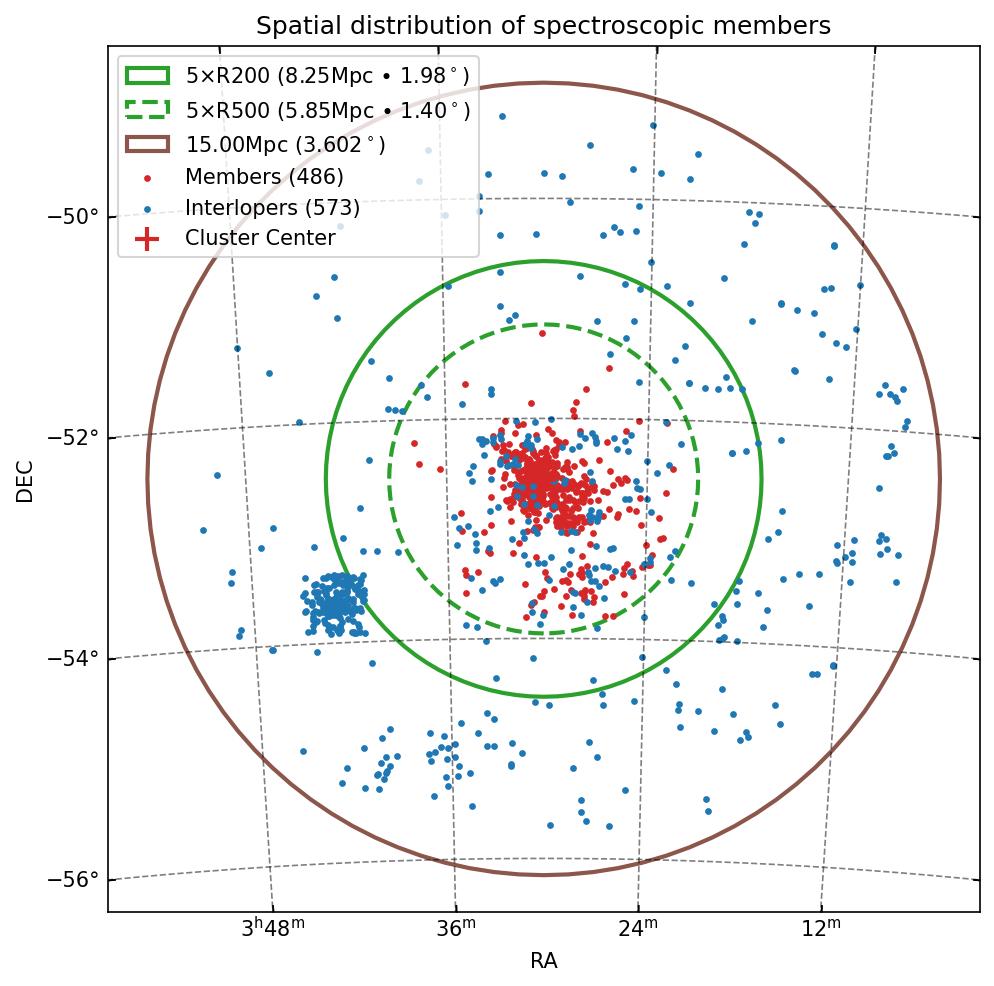 Spatial distribution of spectroscopic members
5×R200 (8.25Mpc • 1.98°)
5×R500 (5.85Mpc • 1.40°)
15.00Mpc (3.602°)
Members (486)
Interlopers (573)
Cluster Center
−50°
−52°
−54°
−56°
DEC
3ʰ48ᵐ 36ᵐ 24ᵐ 12ᵐ
RA